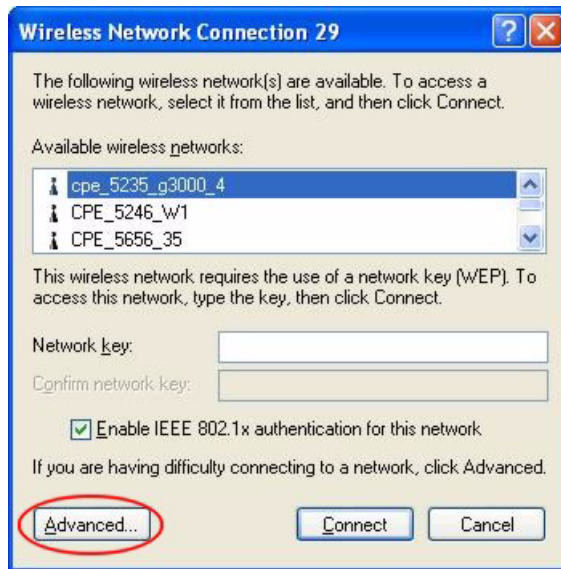 Wireless Network Connection 29
The following wireless network(s) are available. To access a
wireless network, select it from the list, and then click Connect.
Available wireless networks:
cpe_5235_g3000_4
CPE_5246_W1
CPE_5656_35
This wireless network requires the use of a network key (WEP). To
access this network, type the key, then click Connect.
Network key:
Confirm network key:
Enable IEEE 802.1x authentication for this network
If you are having difficulty connecting to a network, click Advanced.
Advanced... Connect Cancel